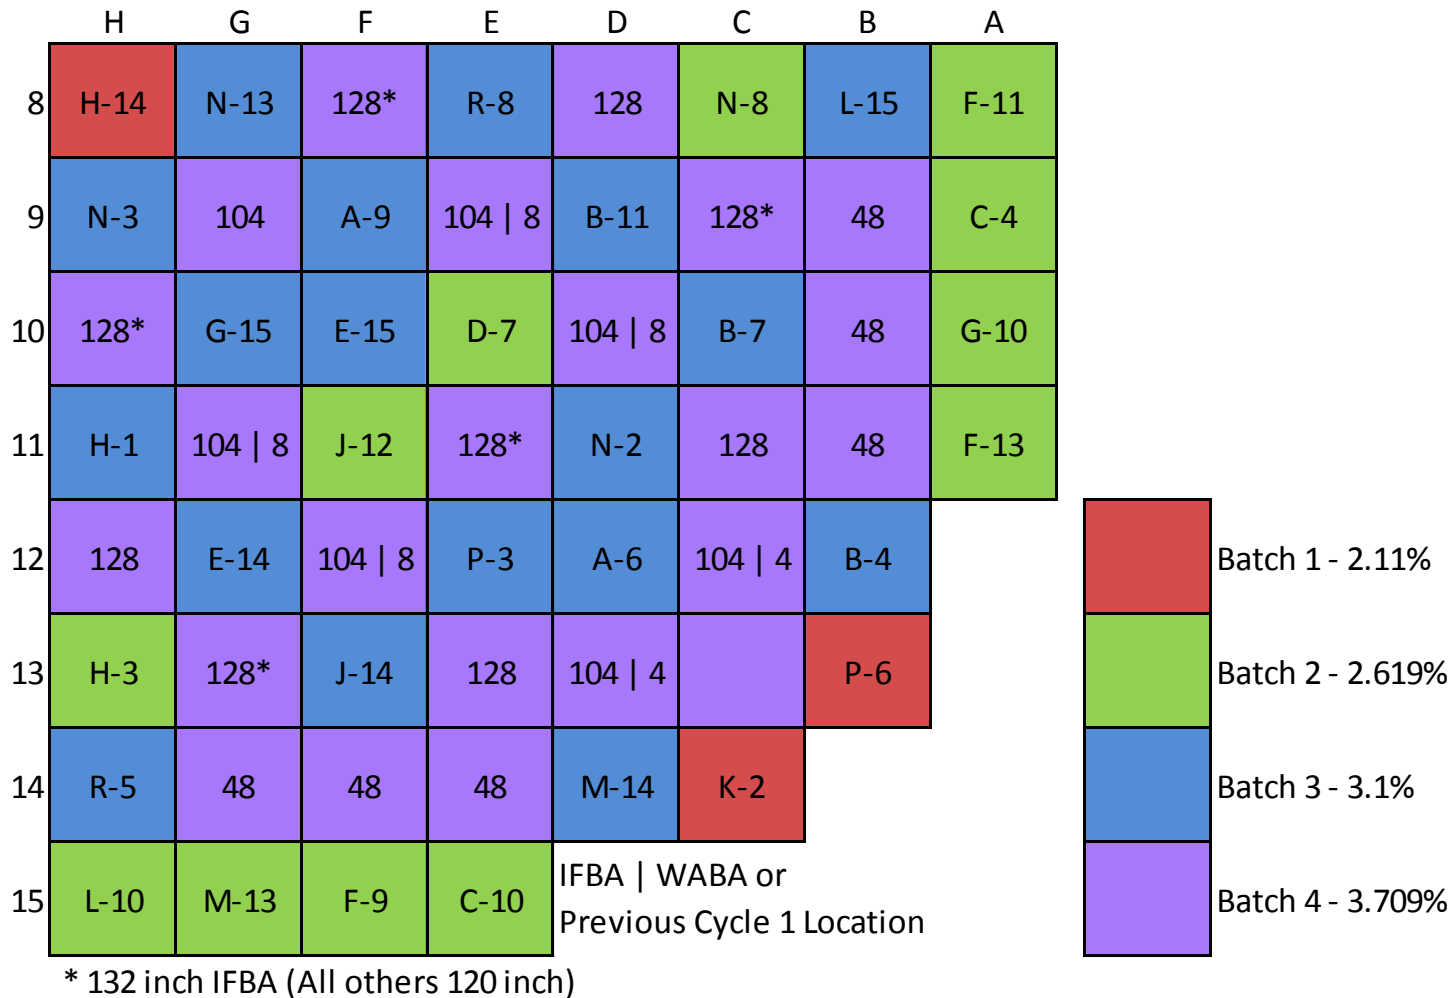 H G F E D C B A
8 H-14 N-13 128* R-8 128 N-8 L-15 F-11
9 N-3 104 A-9 104 | 8 B-11 128* 48 C-4
10 128* G-15 E-15 D-7 104 | 8 B-7 48 G-10
11 H-1 104 | 8 J-12 128* N-2 128 48 F-13
12 128 E-14 104 | 8 P-3 A-6 104 | 4 B-4
Batch 1 - 2.11%
13 H-3 128* J-14 128 104 | 4 P-6
Batch 2 - 2.619%
14 R-5 48 48 48 M-14 K-2
Batch 3 - 3.1%
15 L-10 M-13 F-9 C-10
IFBA | WABA or
Previous Cycle 1 Location
Batch 4 - 3.709%
* 132 inch IFBA (All others 120 inch)